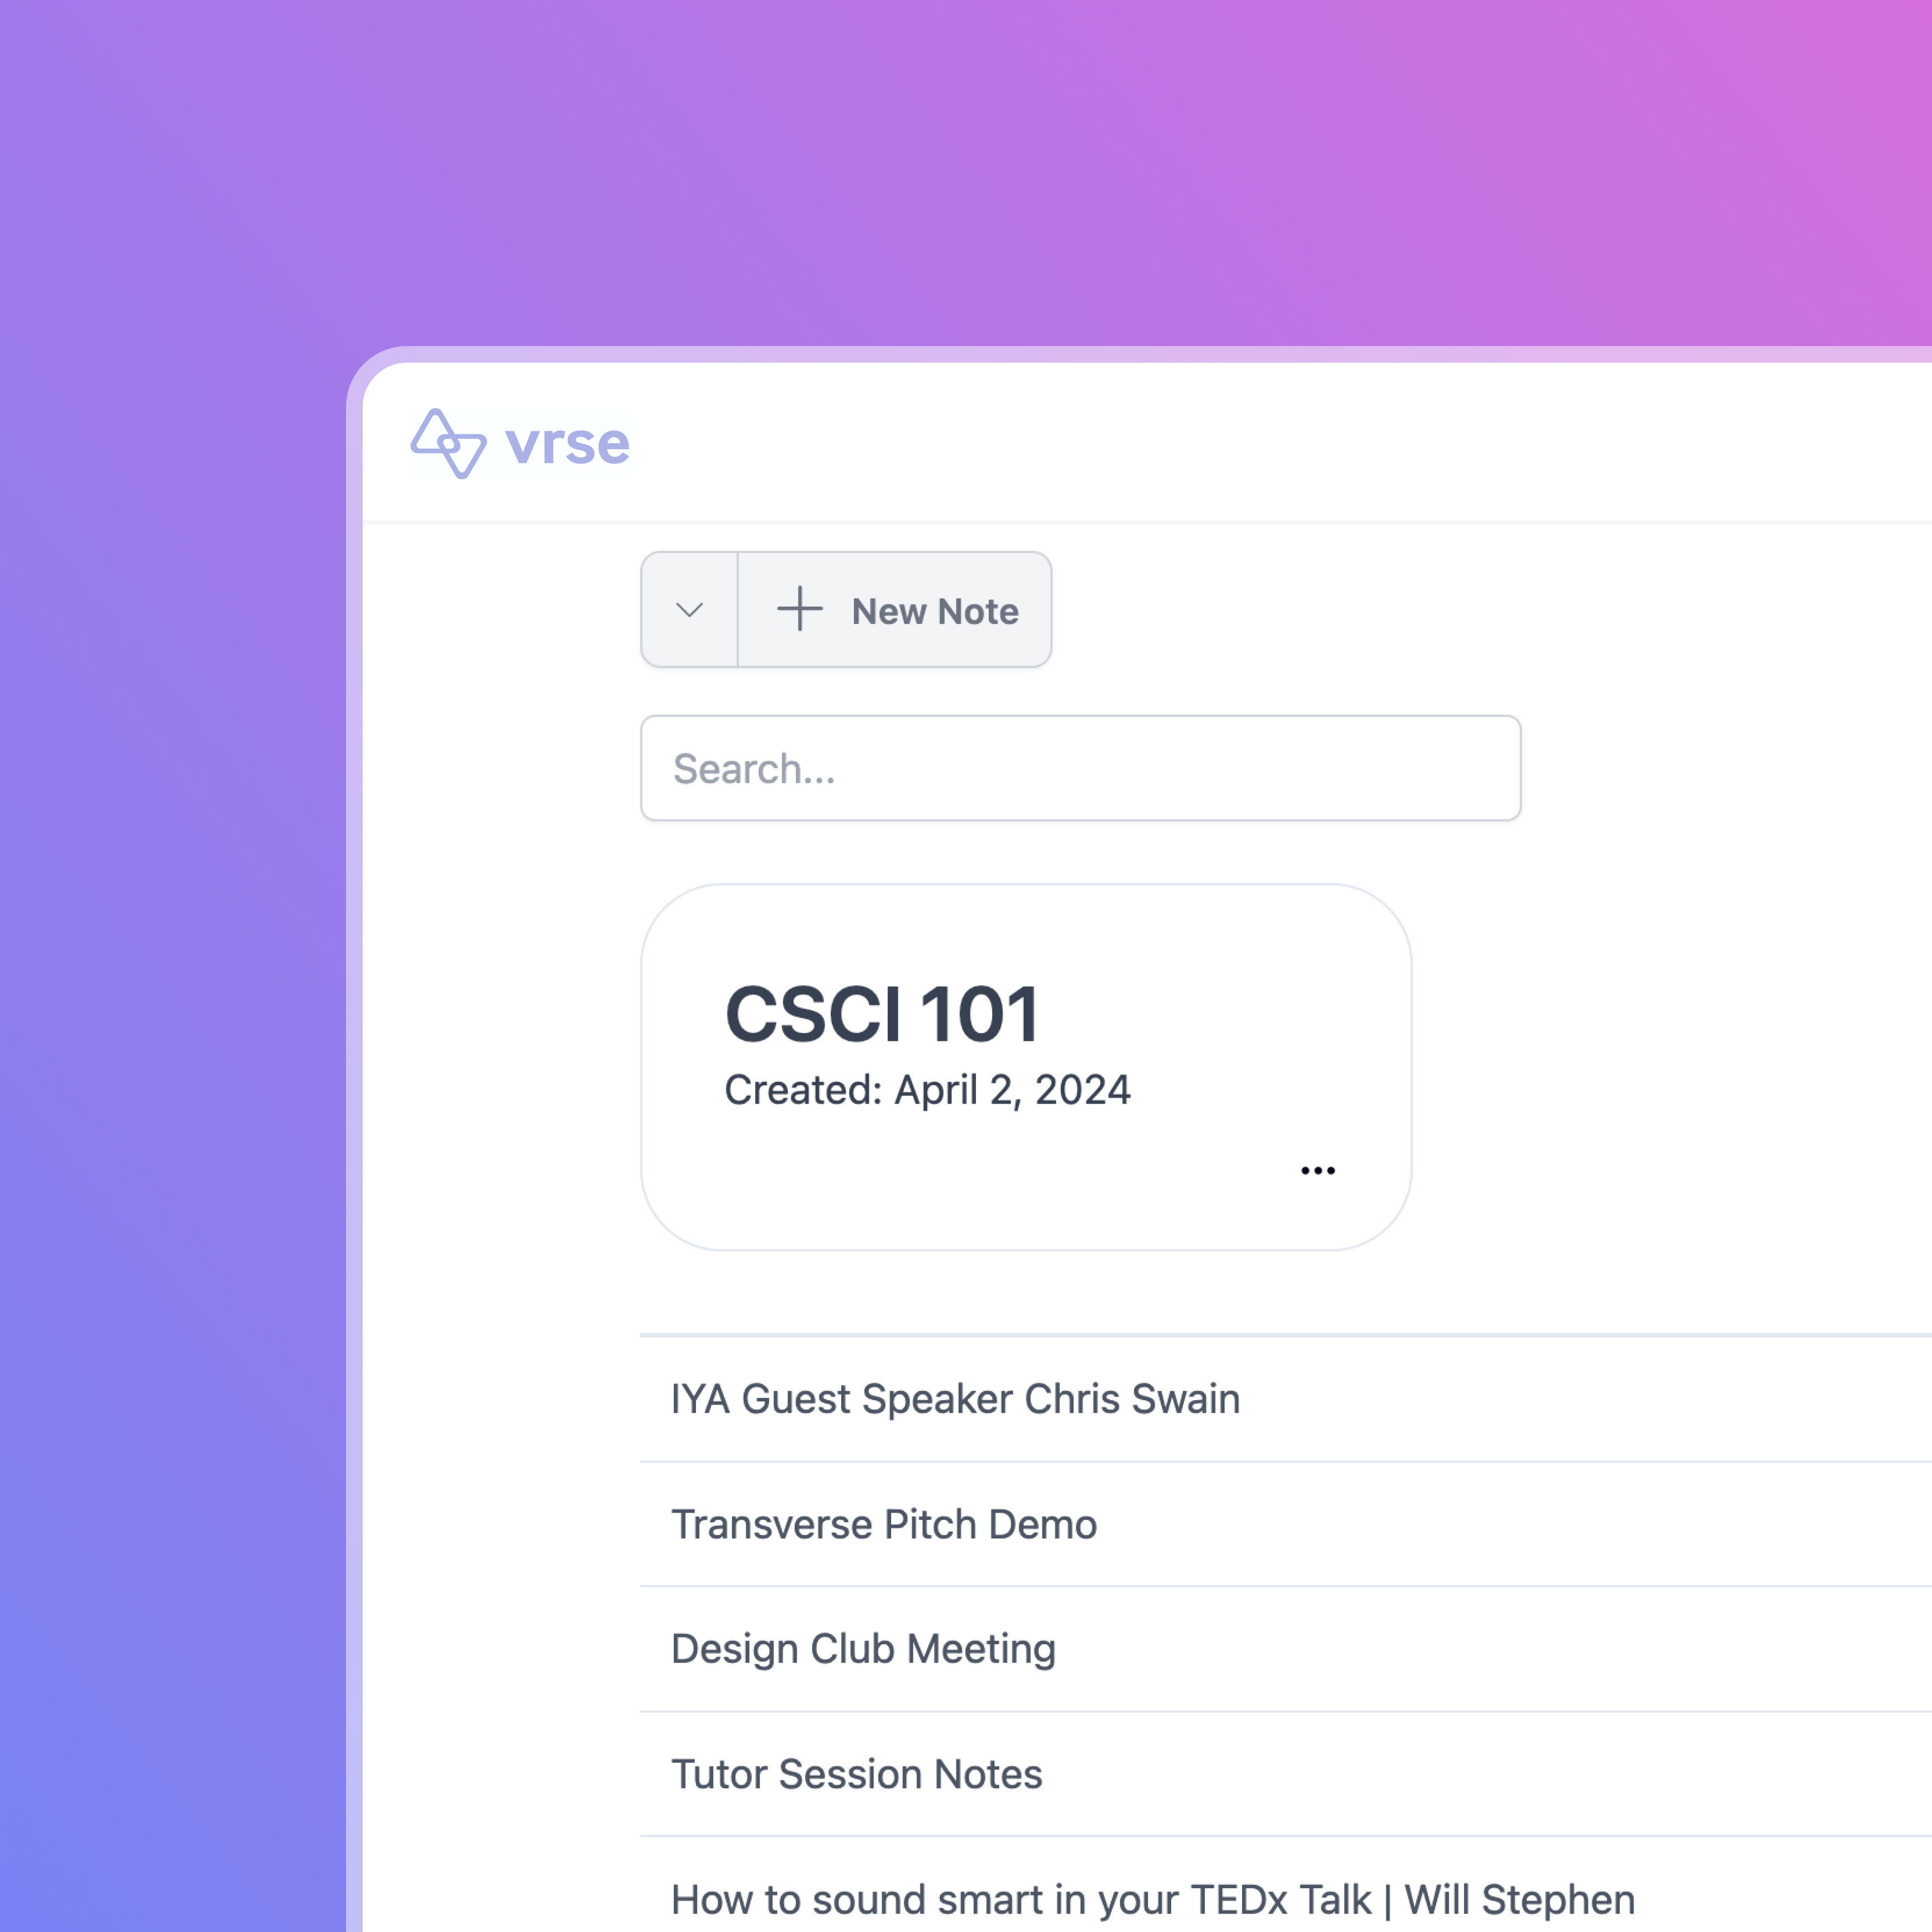 vrse
New Note
Search...
CSCI 101
Created: April 2, 2024
IYA Guest Speaker Chris Swain
Transverse Pitch Demo
Design Club Meeting
Tutor Session Notes
How to sound smart in your TEDx Talk | Will Stephen